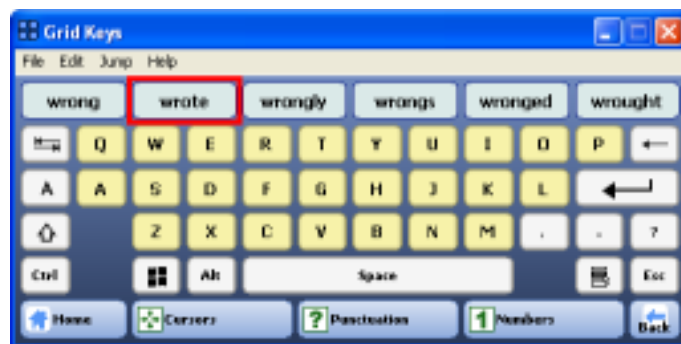 Grid Keys
File Edit Jump Help
wrong wrote wrongly wrongs wronged wrought
Q W E R T Y U I O P
A A S D F G H J K L
Z X C V B N M . . ?
Ctrl Alt Space Esc
Home Cursors ? Punctuation 1 Numbers Back